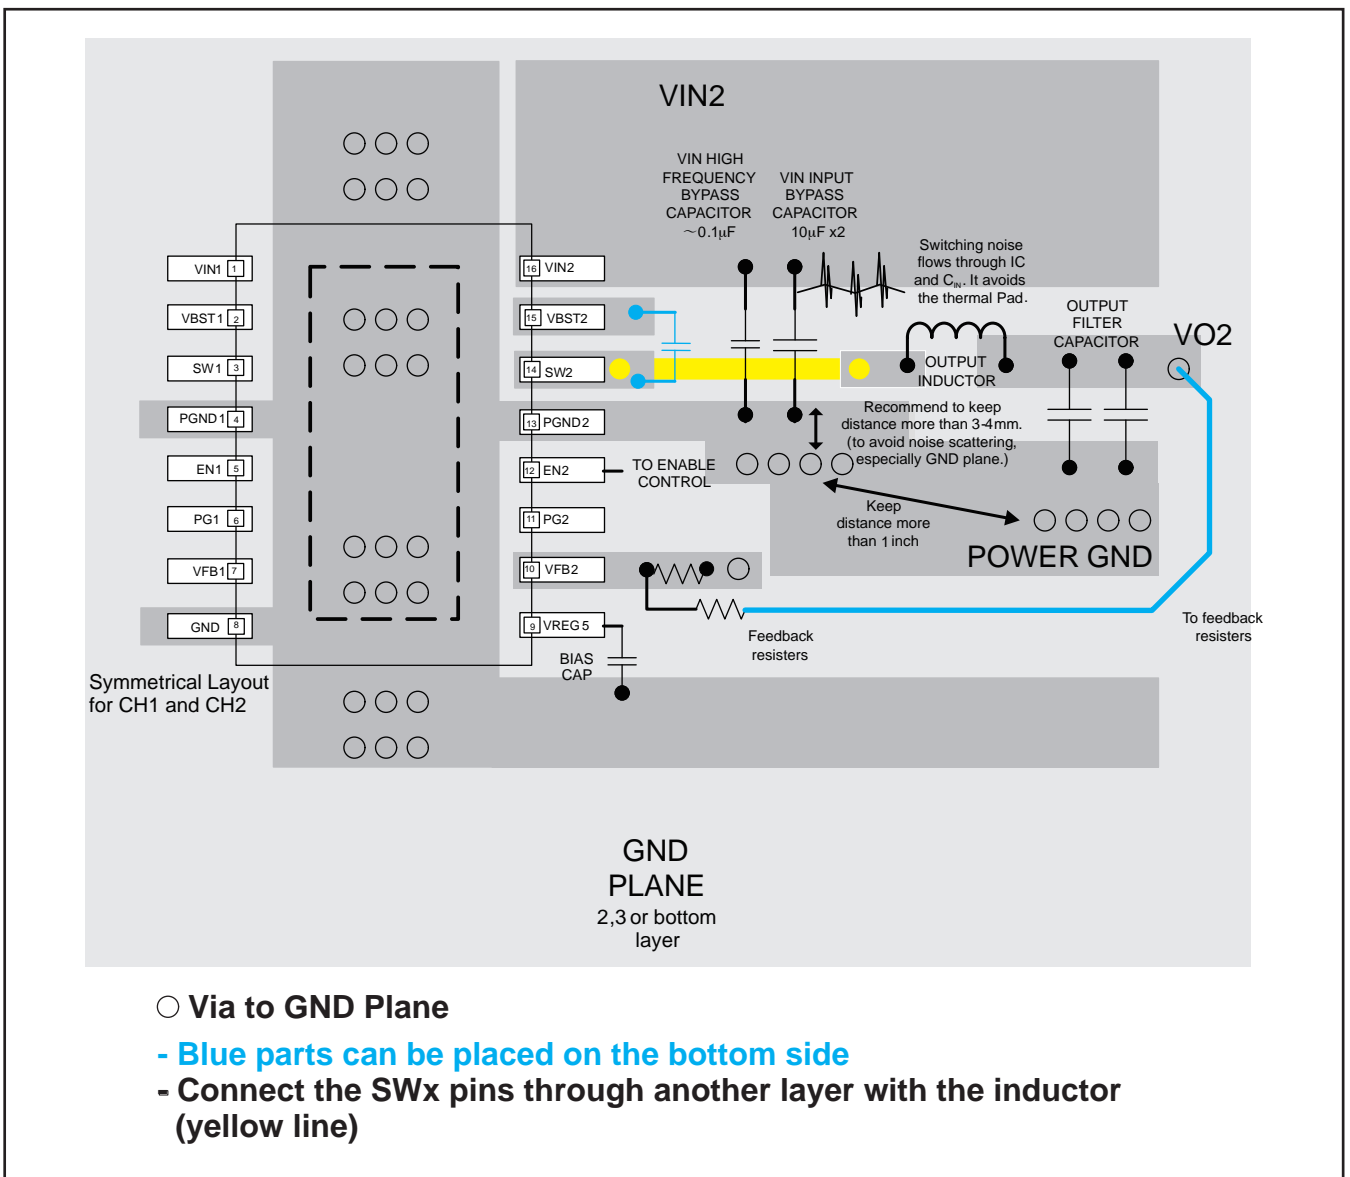 VIN2
VIN HIGH
FREQUENCY
BYPASS
CAPACITOR
~0.1µF
VIN INPUT
BYPASS
CAPACITOR
10µF x2
Switching noise
flows through IC
and CIN. It avoids
the thermal Pad.
OUTPUT
FILTER
CAPACITOR
VO2
VIN1 1
VBST1 2
SW1 3
PGND1 4
EN1 5
PG1 6
VFB1 7
GND 8
16 VIN2
15 VBST2
14 SW2
13 PGND2
12 EN2
11 PG2
10 VFB2
9 VREG5
OUTPUT
INDUCTOR
Recommend to keep
distance more than 3-4mm.
(to avoid noise scattering,
especially GND plane.)
TO ENABLE
CONTROL
Keep
distance more
than 1 inch
POWER GND
To feedback
resisters
Feedback
resisters
BIAS
CAP
Symmetrical Layout
for CH1 and CH2
GND
PLANE
2,3 or bottom
layer
Via to GND Plane
- Blue parts can be placed on the bottom side
- Connect the SWx pins through another layer with the inductor
(yellow line)